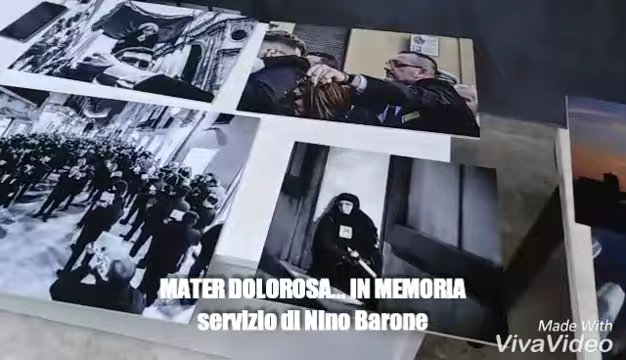 MATER DOLOROSA... IN MEMORIA
servizio di Nino Barone
Made With
VivaVideo